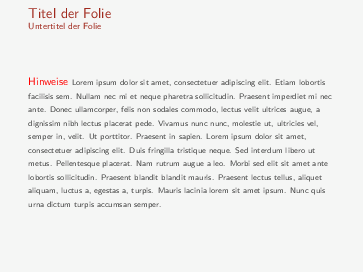 Titel der Folie
Untertitel der Folie
Hinweise Lorem ipsum dolor sit amet, consectetuer adipiscing elit. Etiam lobortis
facilisis sem. Nullam nec mi et neque pharetra sollicitudin. Praesent imperdiet mi nec
ante. Donec ullamcorper, felis non sodales commodo, lectus velit ultrices augue, a
dignissim nibh lectus placerat pede. Vivamus nunc nunc, molestie ut, ultricies vel,
semper in, velit. Ut porttitor. Praesent in sapien. Lorem ipsum dolor sit amet,
consectetuer adipiscing elit. Duis fringilla tristique neque. Sed interdum libero ut
metus. Pellentesque placerat. Nam rutrum augue a leo. Morbi sed elit sit amet ante
lobortis sollicitudin. Praesent blandit blandit mauris. Praesent lectus tellus, aliquet
aliquam, luctus a, egestas a, turpis. Mauris lacinia lorem sit amet ipsum. Nunc quis
urna dictum turpis accumsan semper.